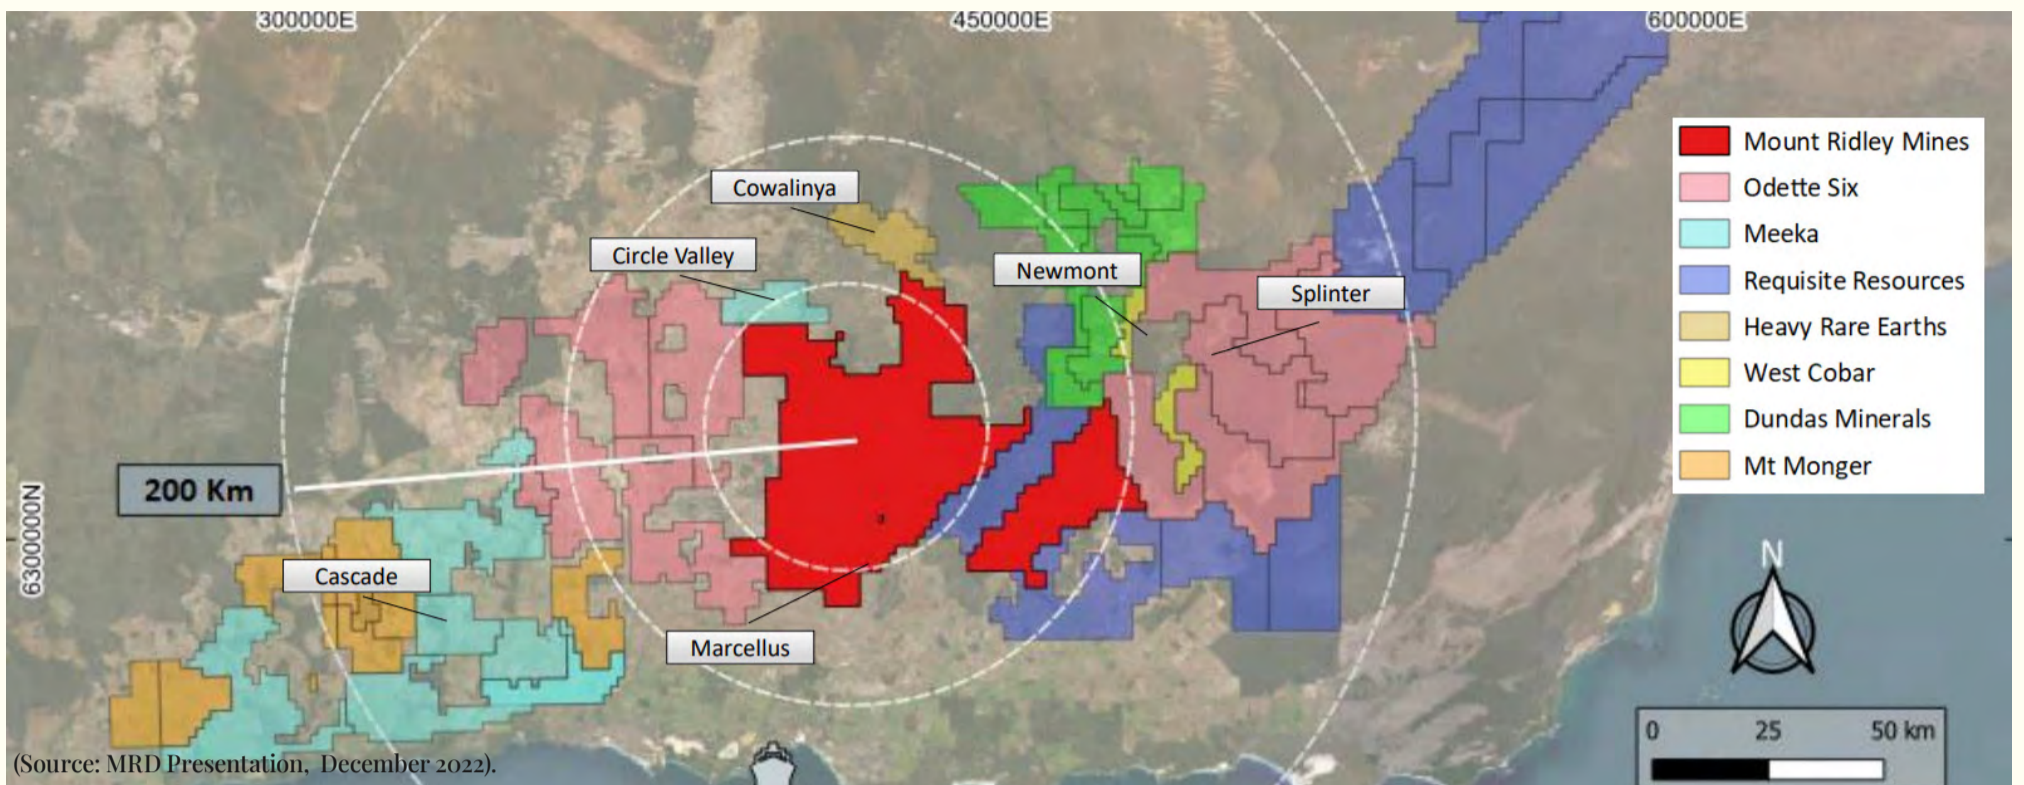 300000E
450000E
600000E
Mount Ridley Mines
Odette Six
Meeka
Requisite Resources
Heavy Rare Earths
West Cobar
Dundas Minerals
Mt Monger
Cowalinya
Circle Valley
Newmont
Splinter
200 Km
6300000N
Cascade
Marcellus
N
0 25 50 km
(Source: MRD Presentation, December 2022).